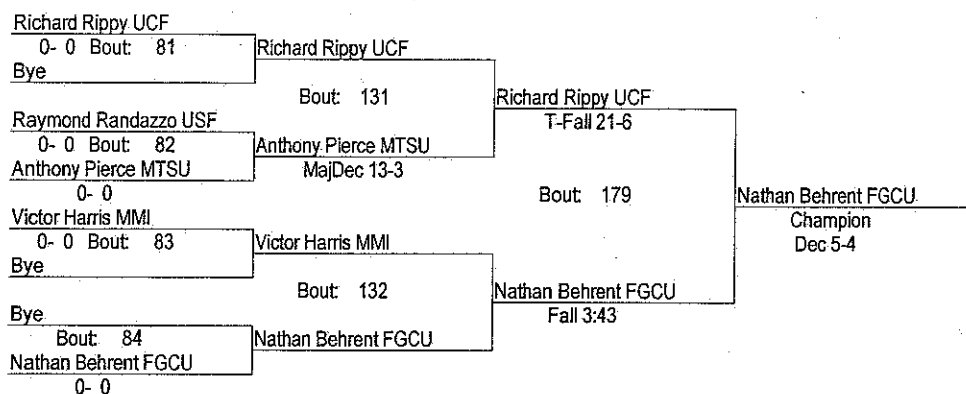 Richard Rippy UCF
0- 0 Bout: 81
Bye
Richard Rippy UCF
Bout: 131
Raymond Randazzo USF
0- 0 Bout: 82
Anthony Pierce MTSU
0- 0
Anthony Pierce MTSU
MajDec 13-3
Richard Rippy UCF
T-Fall 21-6
Victor Harris MMI
0- 0 Bout: 83
Bye
Victor Harris MMI
Bout: 132
Bye
Bout: 84
Nathan Behrent FGCU
0- 0
Nathan Behrent FGCU
Nathan Behrent FGCU
Fall 3:43
Bout: 179
Nathan Behrent FGCU
Champion
Dec 5-4